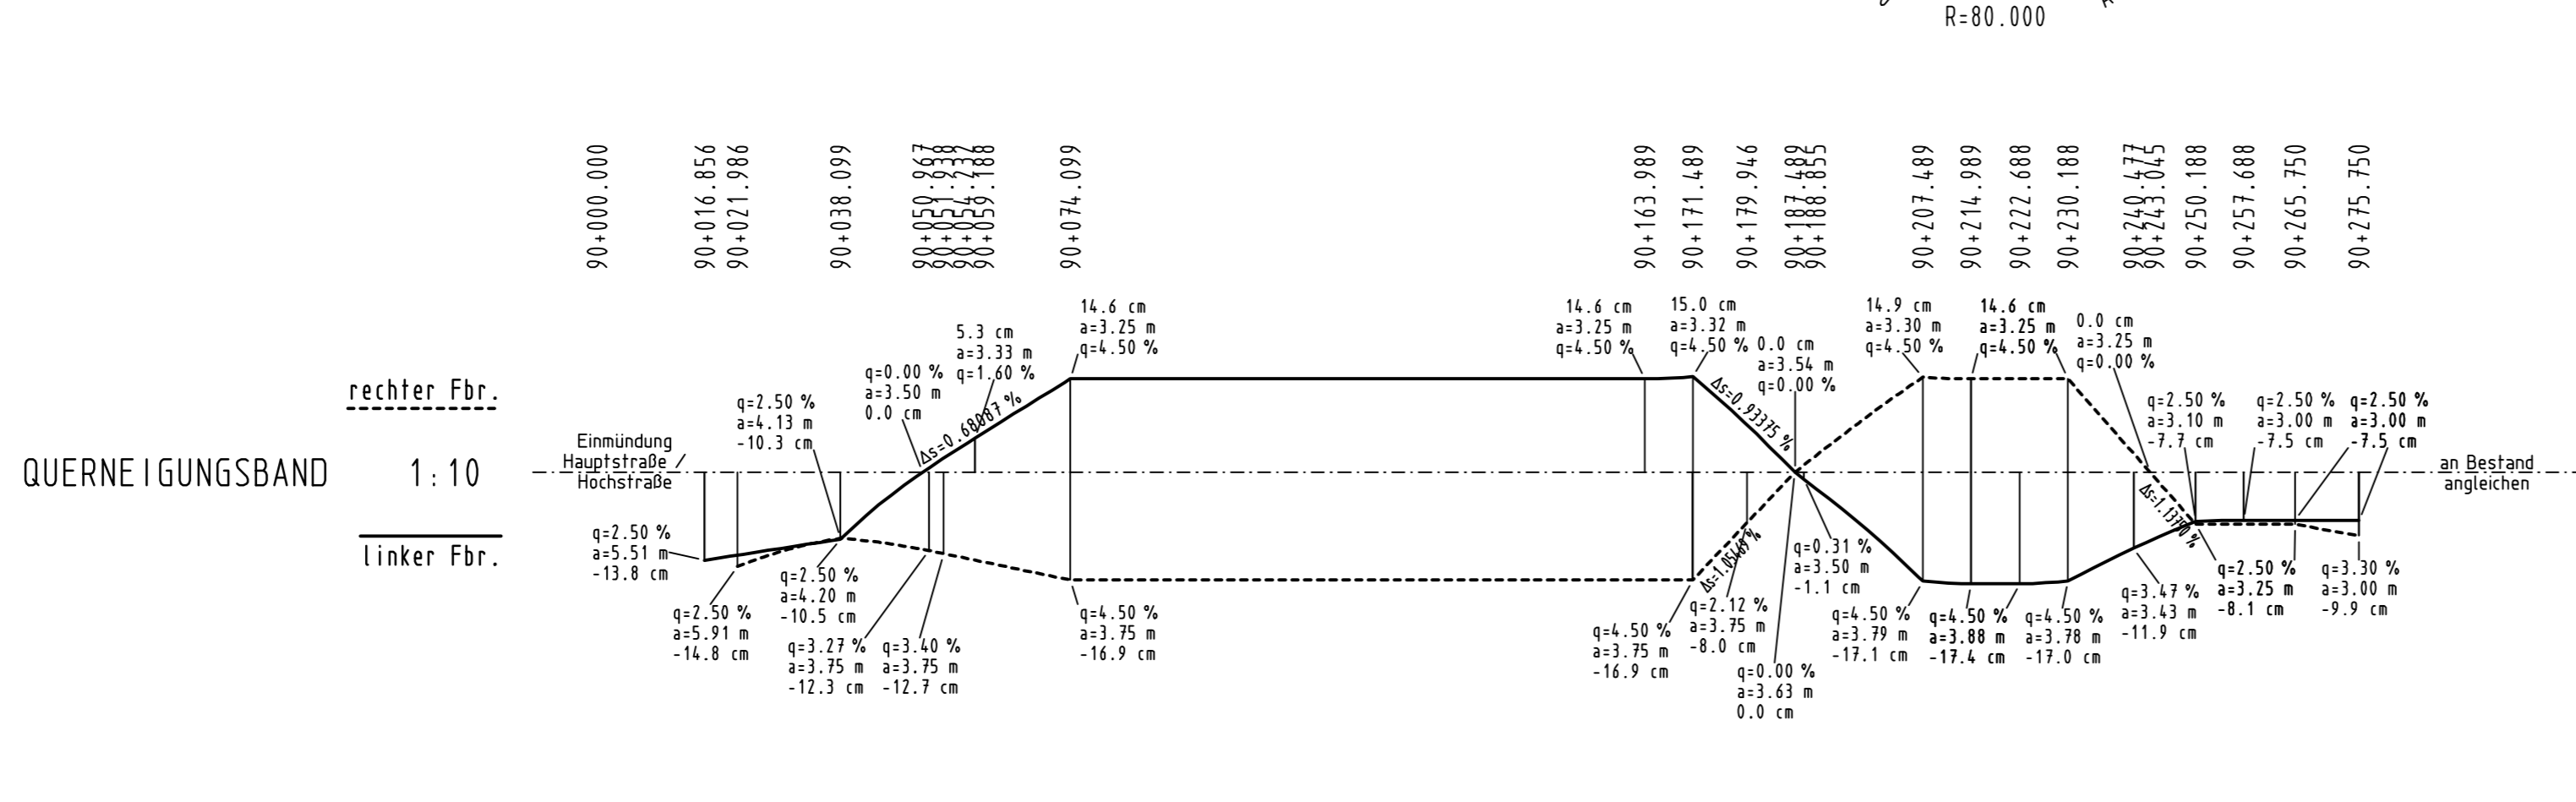 R=80.000
90+000.000
90+016.856
90+021.986
90+038.099
90+050.967
90+051.938
90+054.237
90+059.188
90+074.099
90+163.989
90+171.489
90+179.946
90+187.489
90+188.855
90+207.489
90+214.989
90+222.688
90+230.188
90+240.477
90+243.045
90+250.188
90+257.688
90+265.750
90+275.750
QUERNEIGUNGSBAND
rechter Fbr.
1:10
linker Fbr.
Einmündung
Hauptstraße /
Hochstraße
q=2.50 %
a=5.51 m
-13.8 cm
q=2.50 %
a=5.91 m
-14.8 cm
q=2.50 %
a=4.13 m
-10.3 cm
q=2.50 %
a=4.20 m
-10.5 cm
q=0.00 %
a=3.50 m
0.0 cm
q=3.27 %
a=3.75 m
-12.3 cm
q=3.40 %
a=3.75 m
-12.7 cm
5.3 cm
a=3.33 m
q=1.60 %
Δs=0.68087 %
14.6 cm
a=3.25 m
q=4.50 %
q=4.50 %
a=3.75 m
-16.9 cm
14.6 cm
a=3.25 m
q=4.50 %
15.0 cm
a=3.32 m
q=4.50 %
q=4.50 %
a=3.75 m
-16.9 cm
Δs=0.93375 %
Δs=1.05469 %
q=2.12 %
a=3.75 m
-8.0 cm
0.0 cm
a=3.54 m
q=0.00 %
q=0.00 %
a=3.63 m
0.0 cm
q=0.31 %
a=3.50 m
-1.1 cm
14.9 cm
a=3.30 m
q=4.50 %
q=4.50 %
a=3.79 m
-17.1 cm
14.6 cm
a=3.25 m
q=4.50 %
q=4.50 %
a=3.88 m
-17.4 cm
q=4.50 %
a=3.78 m
-17.0 cm
0.0 cm
a=3.25 m
q=0.00 %
q=3.47 %
a=3.43 m
-11.9 cm
q=2.50 %
a=3.10 m
-7.7 cm
q=2.50 %
a=3.25 m
-8.1 cm
q=2.50 %
a=3.00 m
-7.5 cm
q=2.50 %
a=3.00 m
-7.5 cm
q=3.30 %
a=3.00 m
-9.9 cm
an Bestand
angleichen